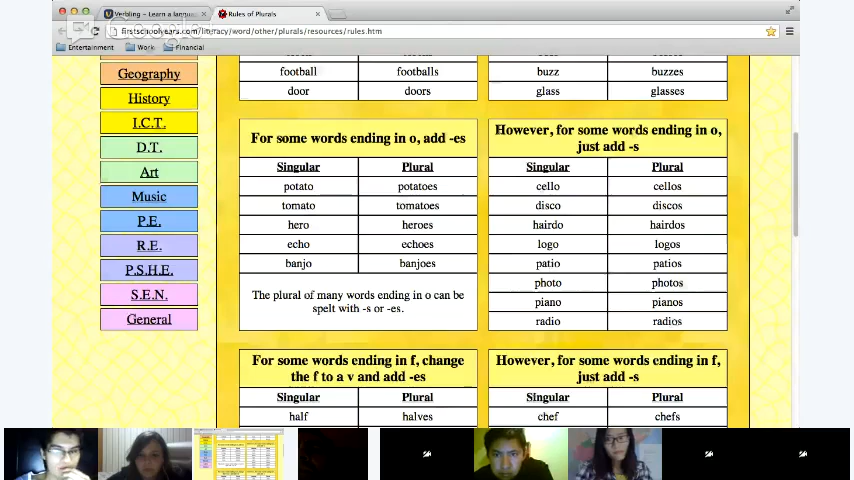 Verbling – Learn a langua
Rules of Plurals
firstschoolyears.com/literacy/word/other/plurals/resources/rules.htm
Entertainment Work Financial
Geography
History
I.C.T.
D.T.
Art
Music
P.E.
R.E.
P.S.H.E.
S.E.N.
General
football footballs
door doors
buzz buzzes
glass glasses
For some words ending in o, add -es
Singular Plural
potato potatoes
tomato tomatoes
hero heroes
echo echoes
banjo banjoes
The plural of many words ending in o can be
spelt with -s or -es.
However, for some words ending in o,
just add -s
Singular Plural
cello cellos
disco discos
hairdo hairdos
logo logos
patio patios
photo photos
piano pianos
radio radios
For some words ending in f, change
the f to a v and add -es
Singular Plural
half halves
However, for some words ending in f,
just add -s
Singular Plural
chef chefs